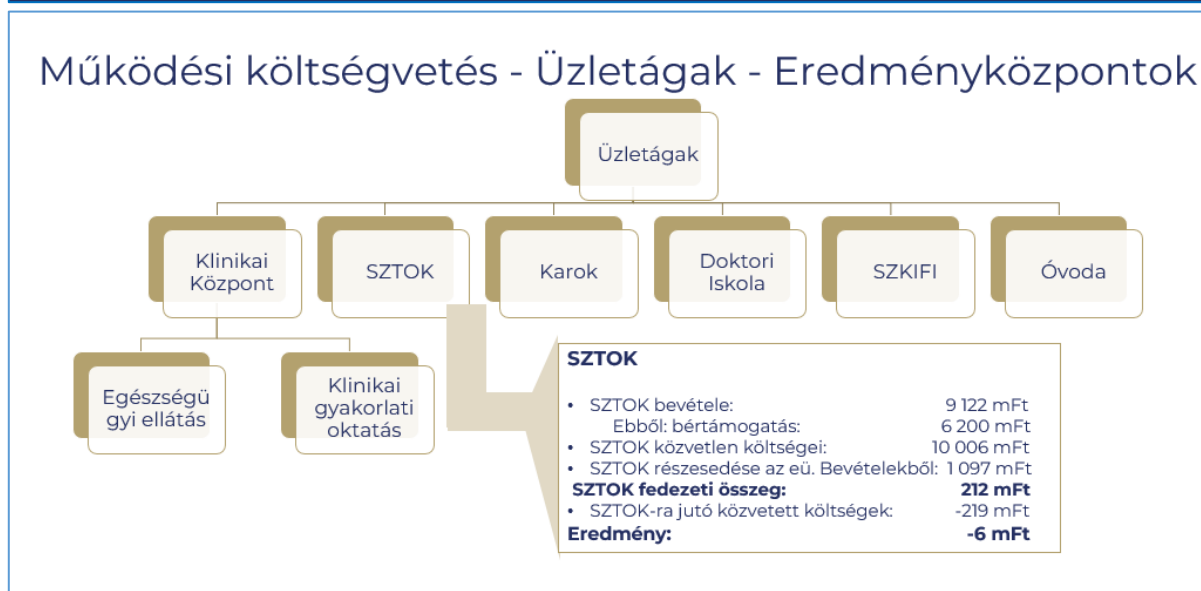 Működési költségvetés - Üzletágak - Eredményközpontok
Üzletágak
Klinikai
Központ
SZTOK
Karok
Doktori
Iskola
SZKIFI
Óvoda
Egészségü
gyi ellátás
Klinikai
gyakorlati
oktatás
SZTOK
• SZTOK bevétele: 9 122 mFt
Ebből: bértámogatás: 6 200 mFt
• SZTOK közvetlen költségei: 10 006 mFt
• SZTOK részesedése az eü. Bevételekből: 1 097 mFt
SZTOK fedezeti összeg: 212 mFt
• SZTOK-ra jutó közvetett költségek: -219 mFt
Eredmény: -6 mFt